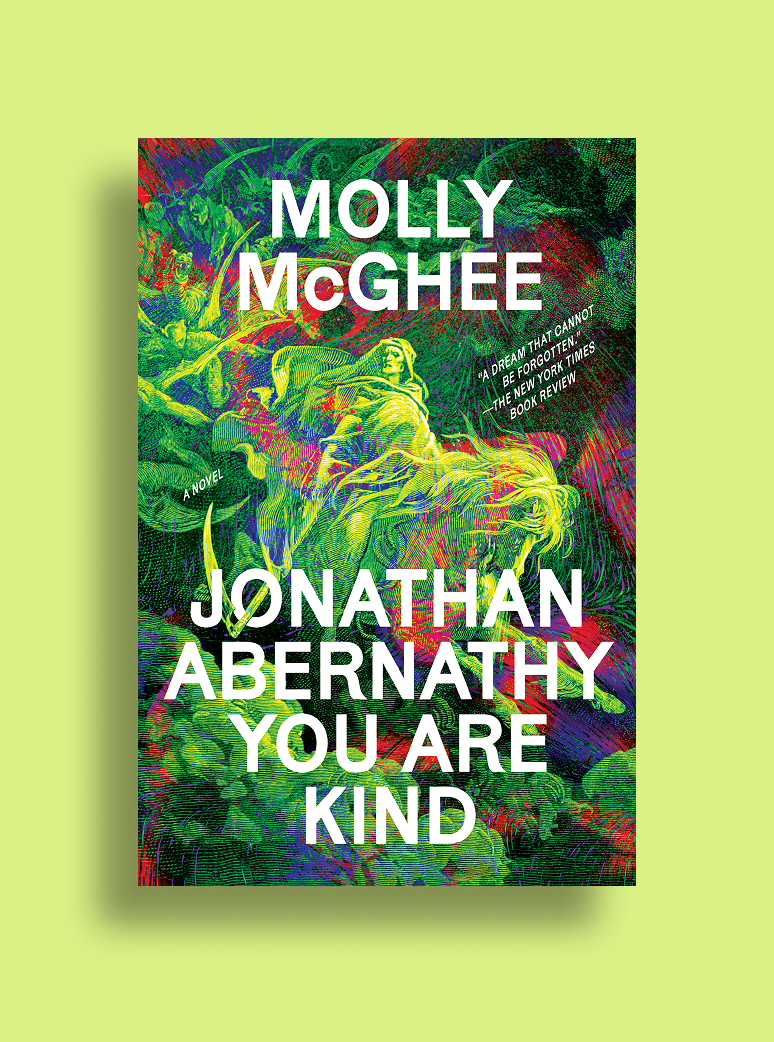 MOLLY
McGHEE
"A DREAM THAT CANNOT
BE FORGOTTEN."
—THE NEW YORK TIMES
BOOK REVIEW
A NOVEL
JONATHAN
ABERNATHY
YOU ARE
KIND